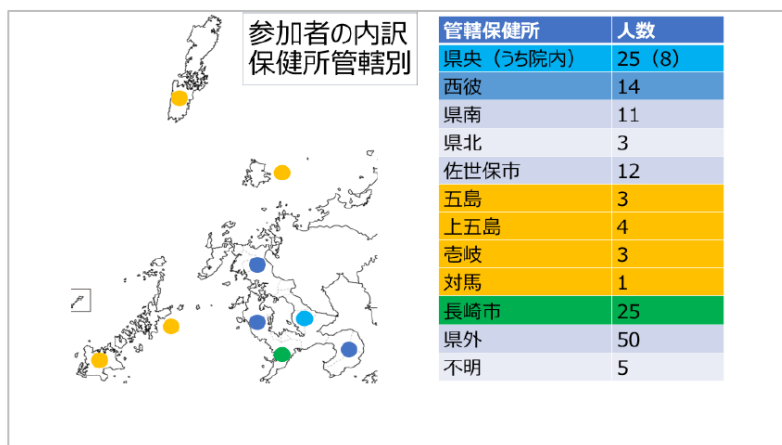 参加者の内訳
保健所管轄別
管轄保健所 人数
県央（うち院内） 25（8）
西彼 14
県南 11
県北 3
佐世保市 12
五島 3
上五島 4
壱岐 3
対馬 1
長崎市 25
県外 50
不明 5